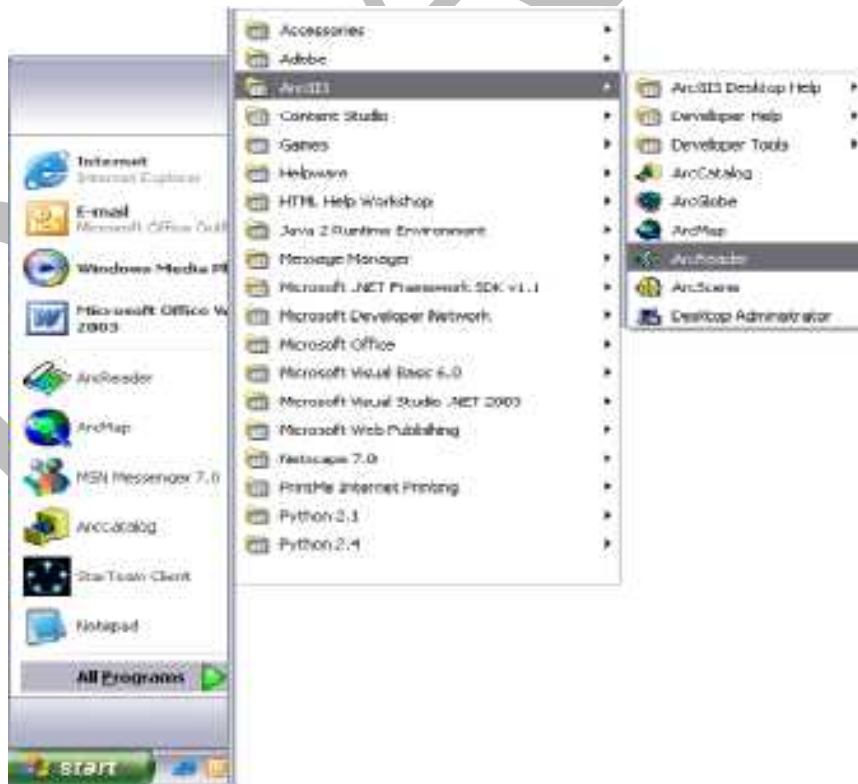 Internet
Internet Explorer
E-mail
Microsoft Office Outl
Windows Media Pl
Microsoft Office W
2003
ArcReader
ArcMap
MSN Messenger 7.0
ArcCatalog
StarTeam Client
Notepad
All Programs
start
Accessories
Adobe
ArcGIS
Content Studio
Games
Helpware
HTML Help Workshop
Java 2 Runtime Environment
Message Manager
Microsoft .NET Framework SDK v1.1
Microsoft Developer Network
Microsoft Office
Microsoft Visual Basic 6.0
Microsoft Visual Studio .NET 2003
Microsoft Web Publishing
Netscape 7.0
PrintMe Internet Printing
Python 2.1
Python 2.4
ArcGIS Desktop Help
Developer Help
Developer Tools
ArcCatalog
ArcGlobe
ArcMap
ArcReader
ArcScene
Desktop Administrator